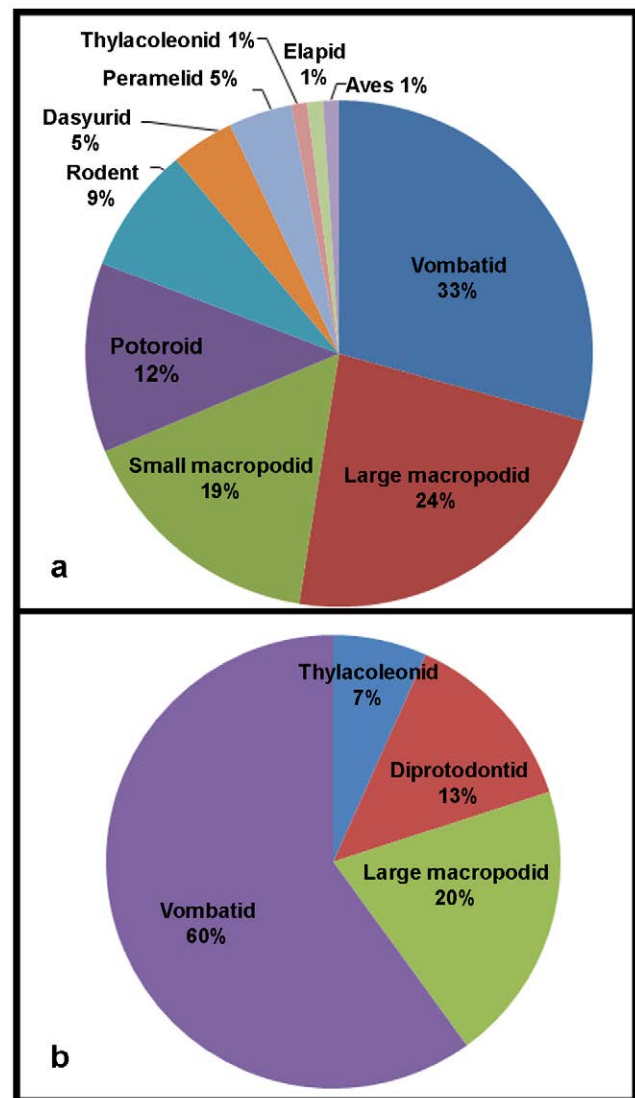 Thylacoleonid 1%
Elapid
1%
Aves 1%
Peramelid 5%
Dasyurid
5%
Rodent
9%
Vombatid
33%
Potoroid
12%
Small macropodid
19%
Large macropodid
24%
a
Thylacoleonid
7%
Diprotodontid
13%
Large macropodid
20%
Vombatid
60%
b